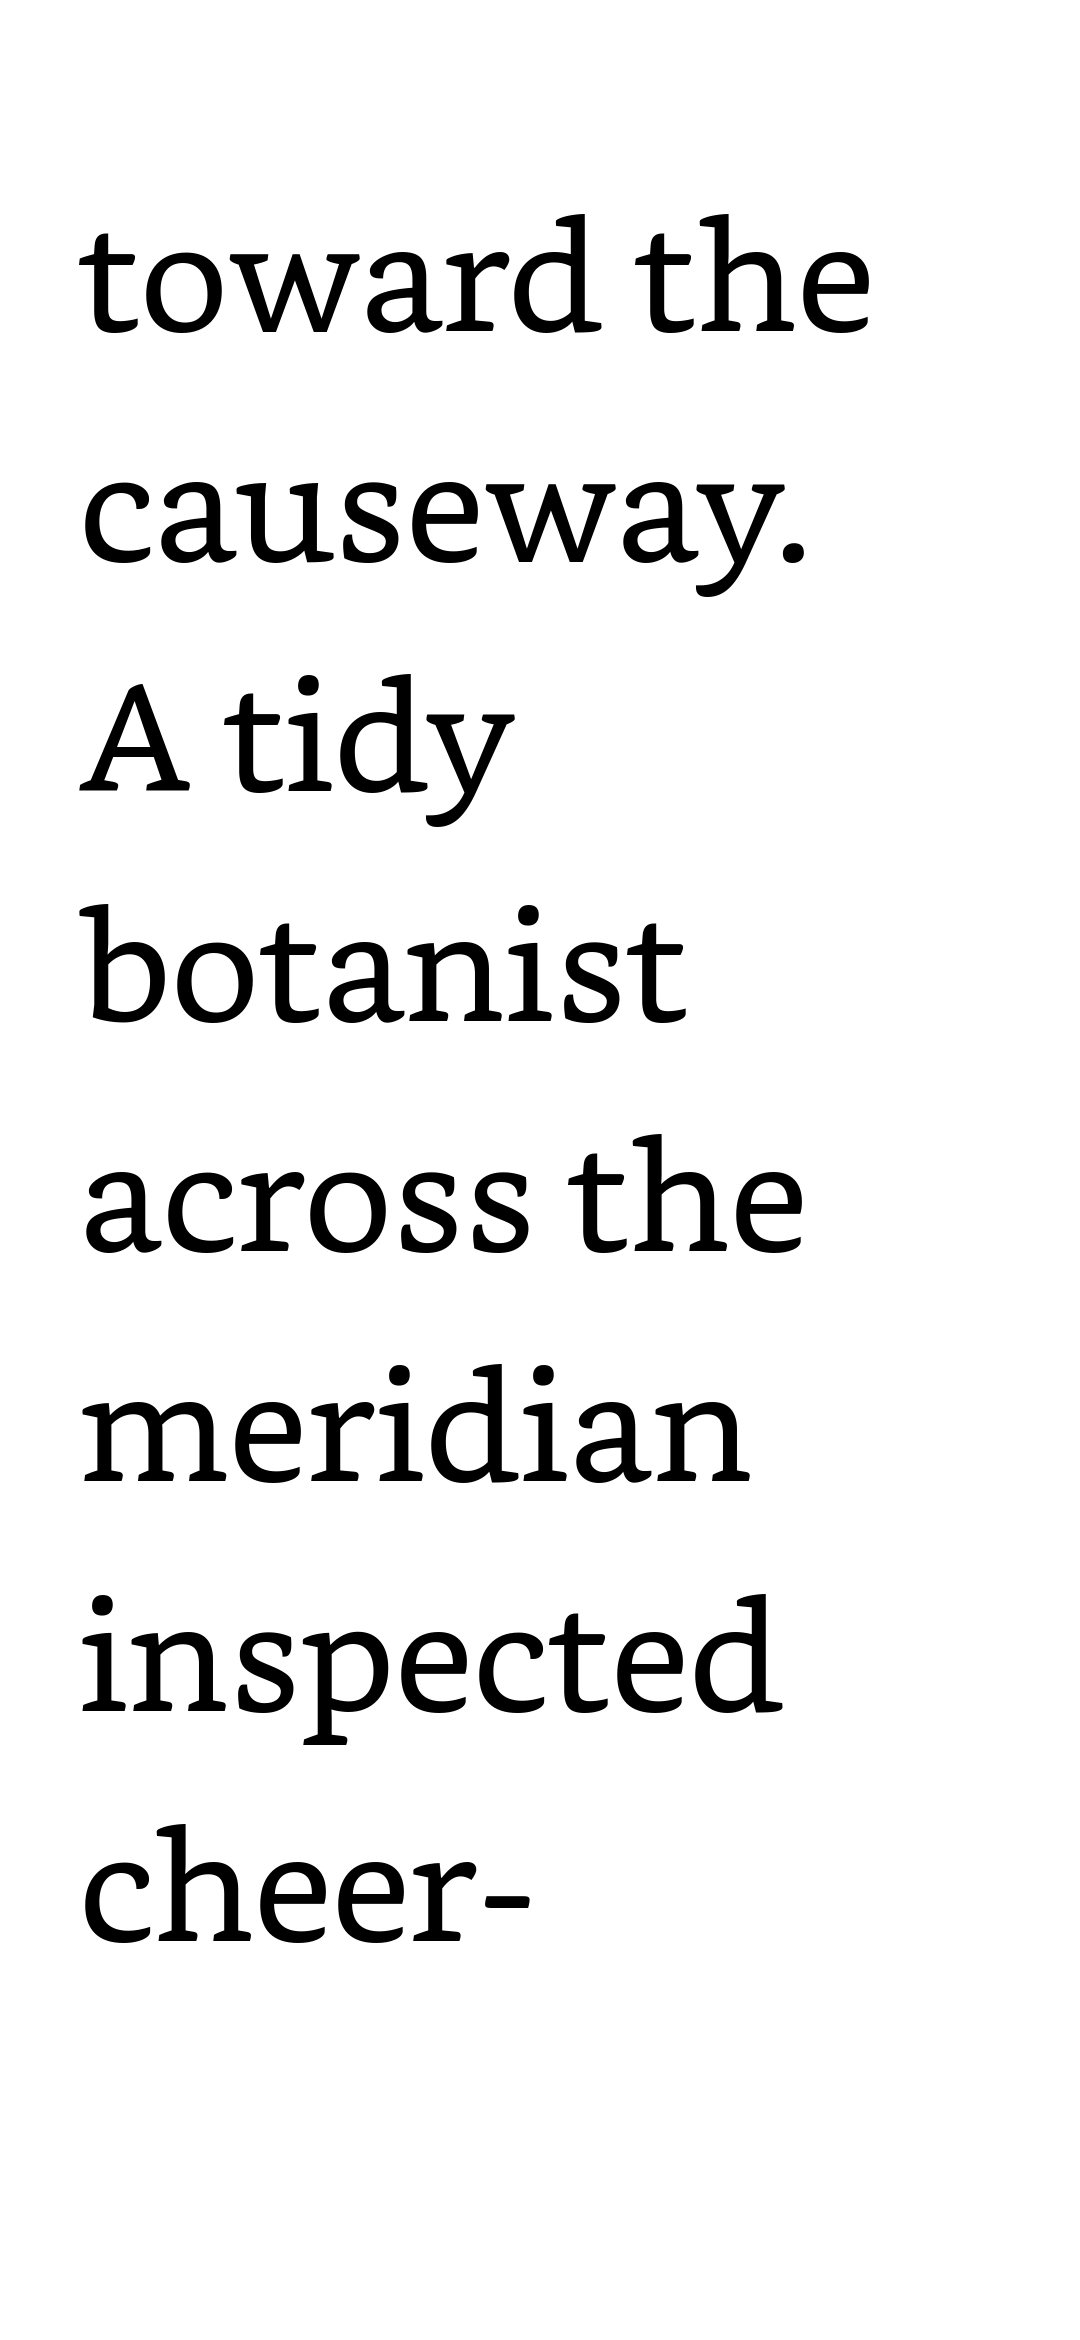 toward the
causeway.
A tidy
botanist
across the
meridian
inspected
cheer-